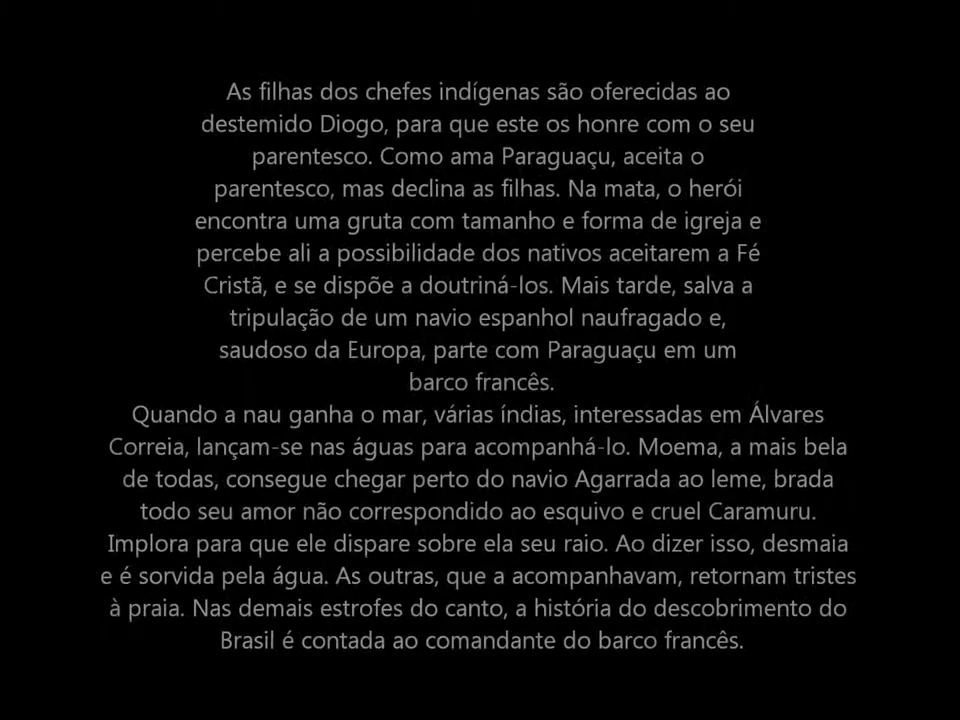 As filhas dos chefes indígenas são oferecidas ao
destemido Diogo, para que este os honre com o seu
parentesco. Como ama Paraguaçu, aceita o
parentesco, mas declina as filhas. Na mata, o herói
encontra uma gruta com tamanho e forma de igreja e
percebe ali a possibilidade dos nativos aceitarem a Fé
Cristã, e se dispõe a doutriná-los. Mais tarde, salva a
tripulação de um navio espanhol naufragado e,
saudoso da Europa, parte com Paraguaçu em um
barco francês.
Quando a nau ganha o mar, várias índias, interessadas em Álvares
Correia, lançam-se nas águas para acompanhá-lo. Moema, a mais bela
de todas, consegue chegar perto do navio Agarrada ao leme, brada
todo seu amor não correspondido ao esquivo e cruel Caramuru.
Implora para que ele dispare sobre ela seu raio. Ao dizer isso, desmaia
e é sorvida pela água. As outras, que a acompanhavam, retornam tristes
à praia. Nas demais estrofes do canto, a história do descobrimento do
Brasil é contada ao comandante do barco francês.